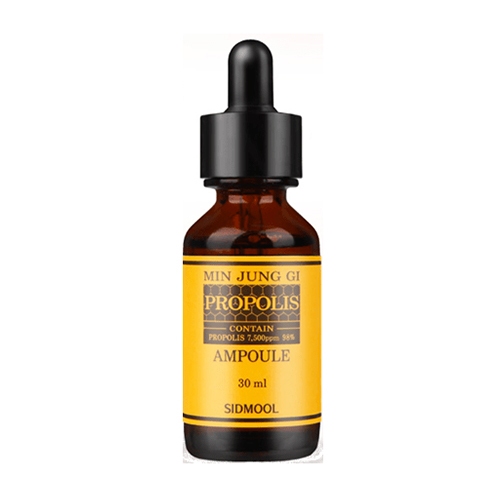 MIN JUNG GI
PROPOLIS
CONTAIN
PROPOLIS 7,500ppm 98%
AMPOULE
30 ml
SIDMOOL